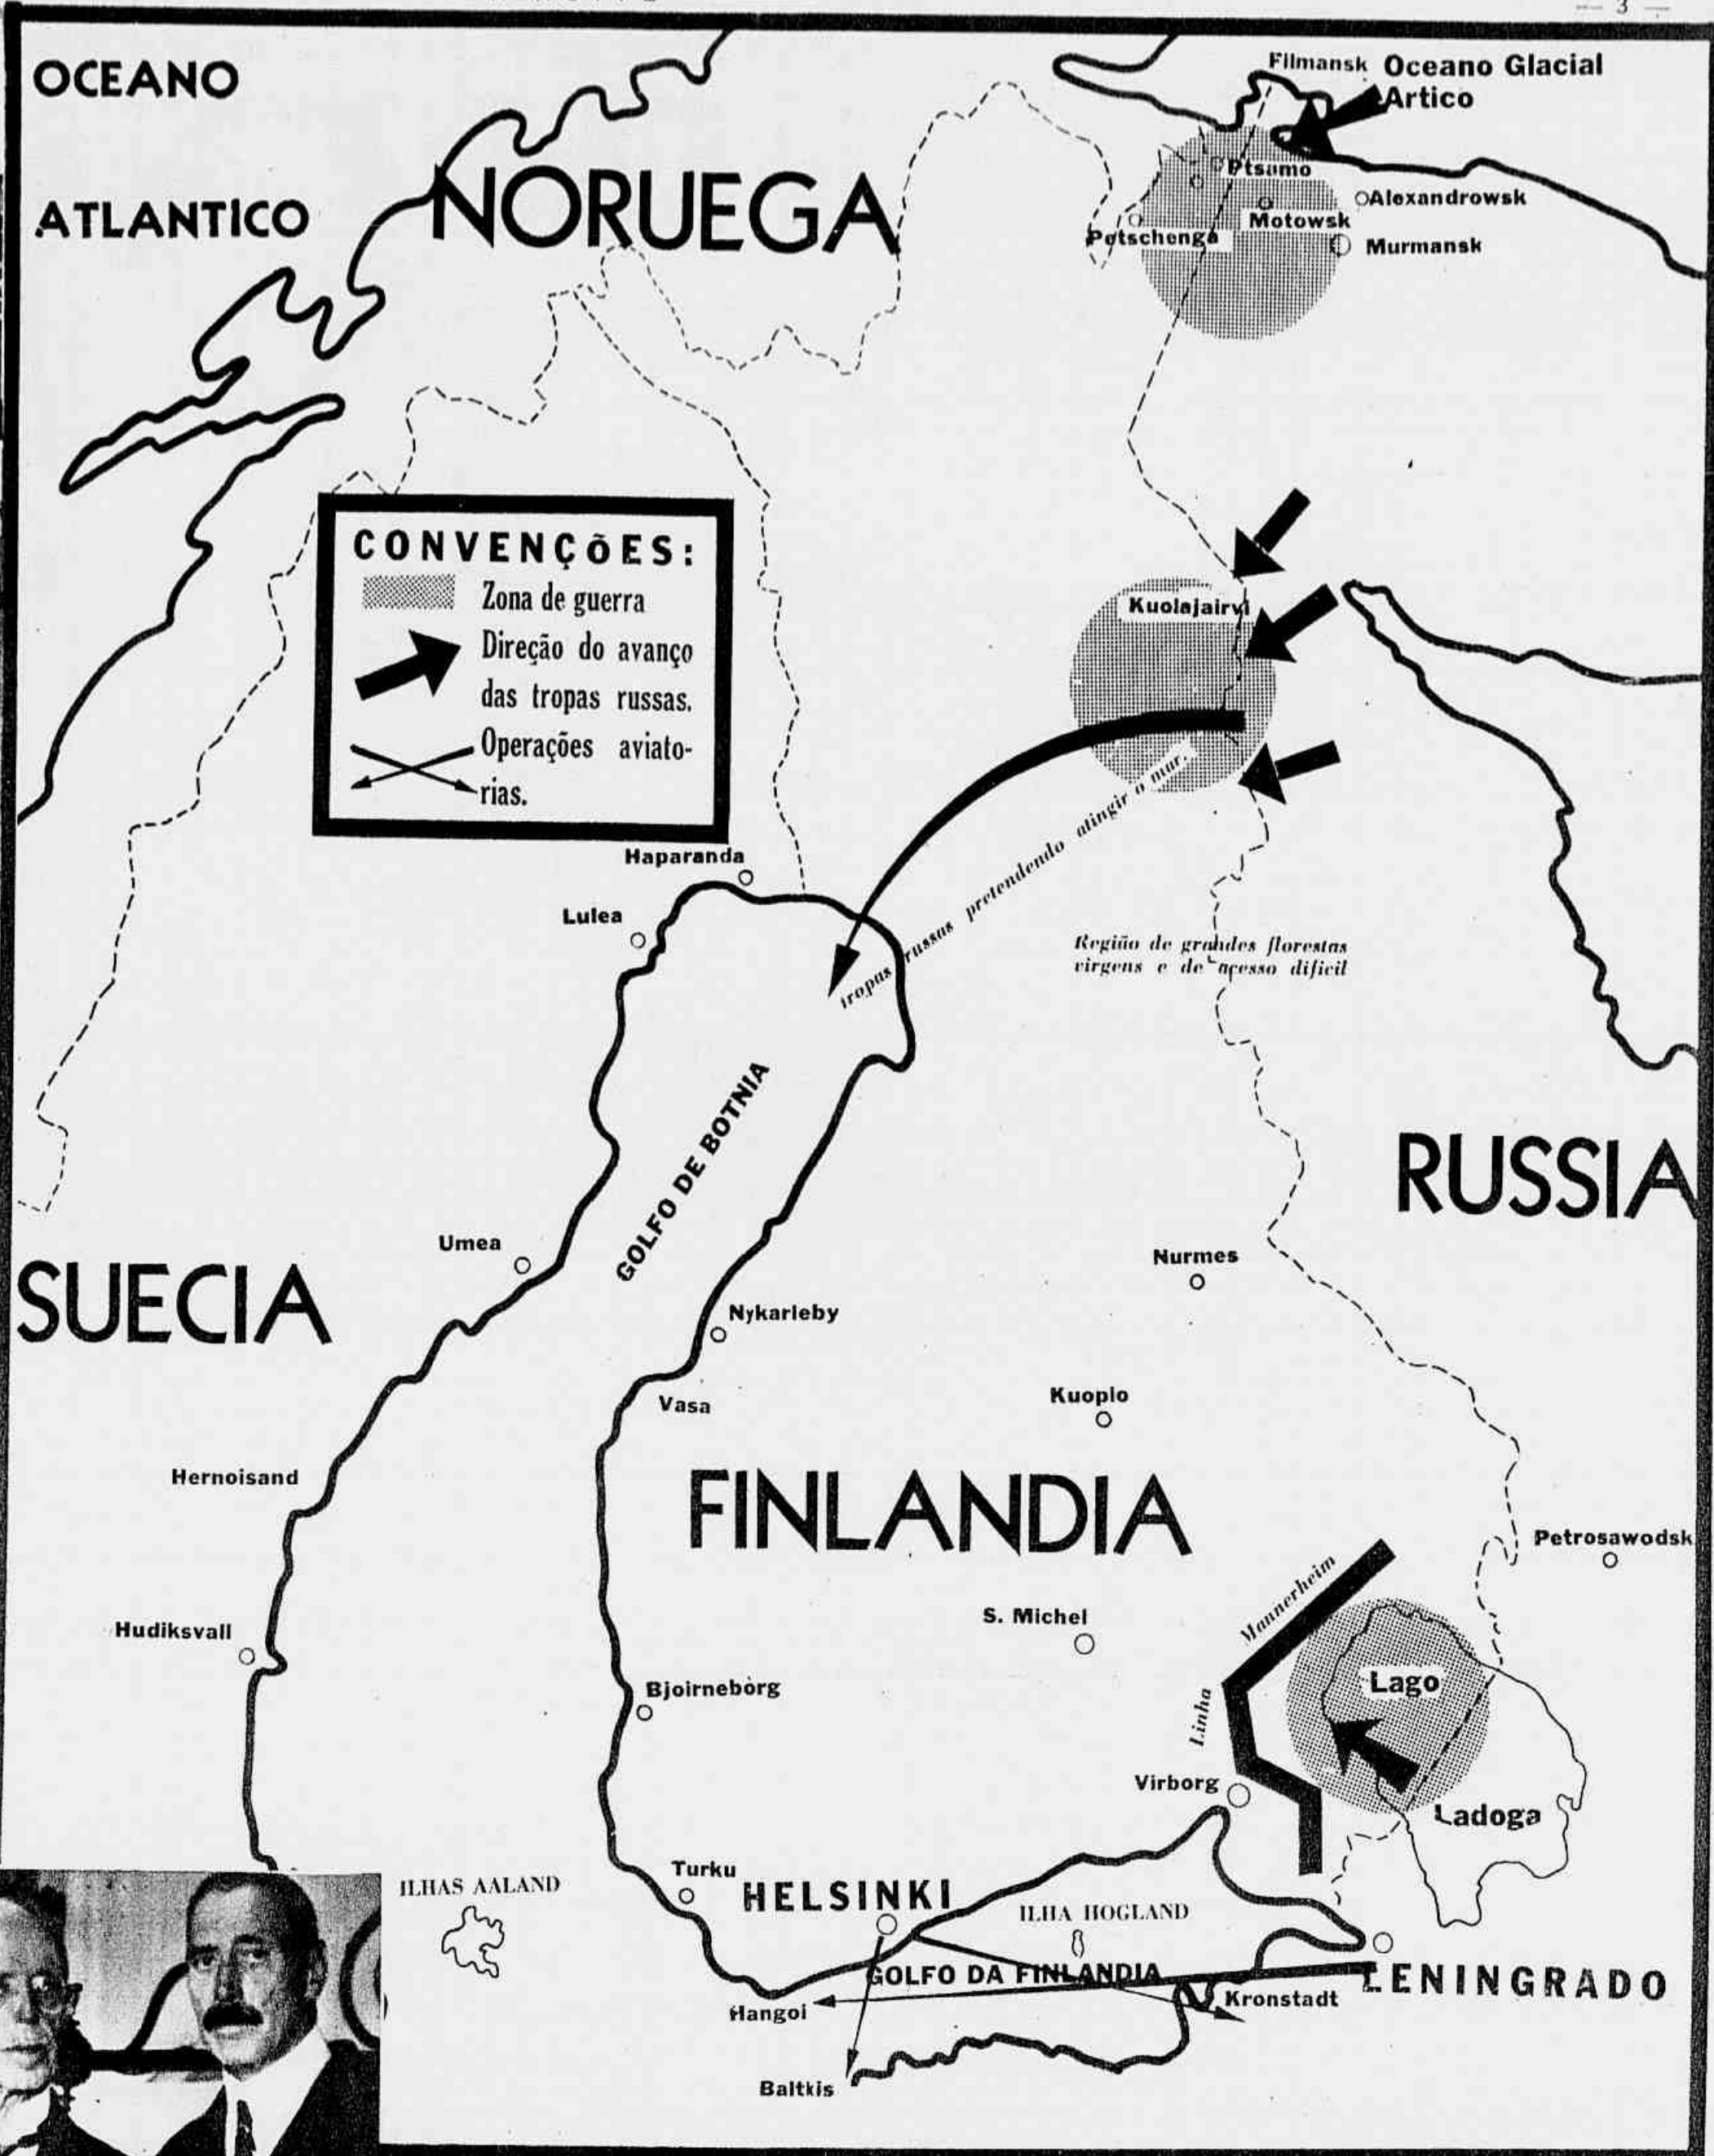 — 3 —
OCEANO
ATLANTICO
NORUEGA
Filmansk
Oceano Glacial
Artico
Ptsamo
Alexandrowsk
Motowsk
Petschenga
Murmansk
CONVENÇÕES:
Zona de guerra
Direção do avanço
das tropas russas.
Operações aviato-
rias.
Kuolajairvi
tropas russas pretendendo atingir o mar.
Haparanda
Lulea
Região de grandes florestas
virgens e de acesso dificil
GOLFO DE BOTNIA
RUSSIA
Umea
Nurmes
SUECIA
Nykarleby
Kuopio
Vasa
Hernoisand
FINLANDIA
Petrosawodsk
Mannerheim
S. Michel
Hudiksvall
Lago
Bjoirneborg
Linha
Virborg
Ladoga
Turku
ILHAS AALAND
HELSINKI
ILHA HOGLAND
GOLFO DA FINLANDIA
LENINGRADO
Hangoi
Kronstadt
Baltkis